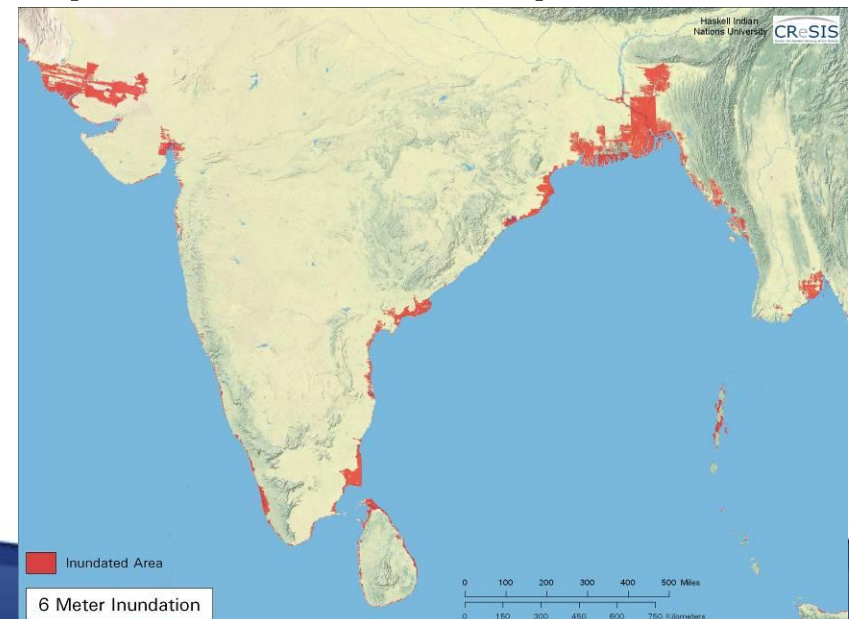 Haskell Indian
Nations University
CReSIS
Inundated Area
6 Meter Inundation
0 100 200 300 400 500 Miles
0 150 300 450 600 750 Kilometers